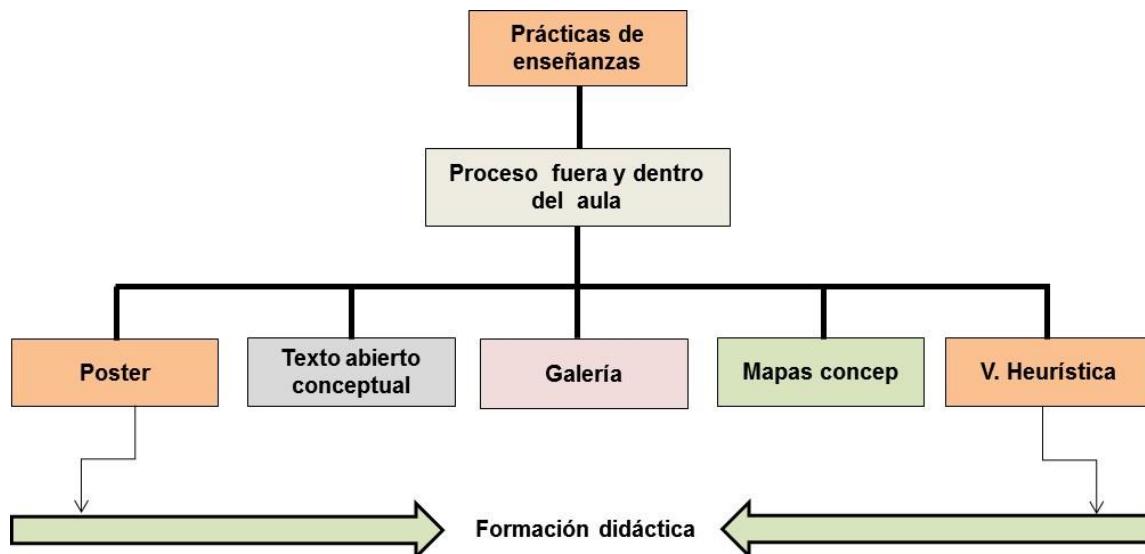 Prácticas de
enseñanzas
Proceso fuera y dentro
del aula
Poster
Texto abierto
conceptual
Galería
Mapas concep
V. Heurística
Formación didáctica